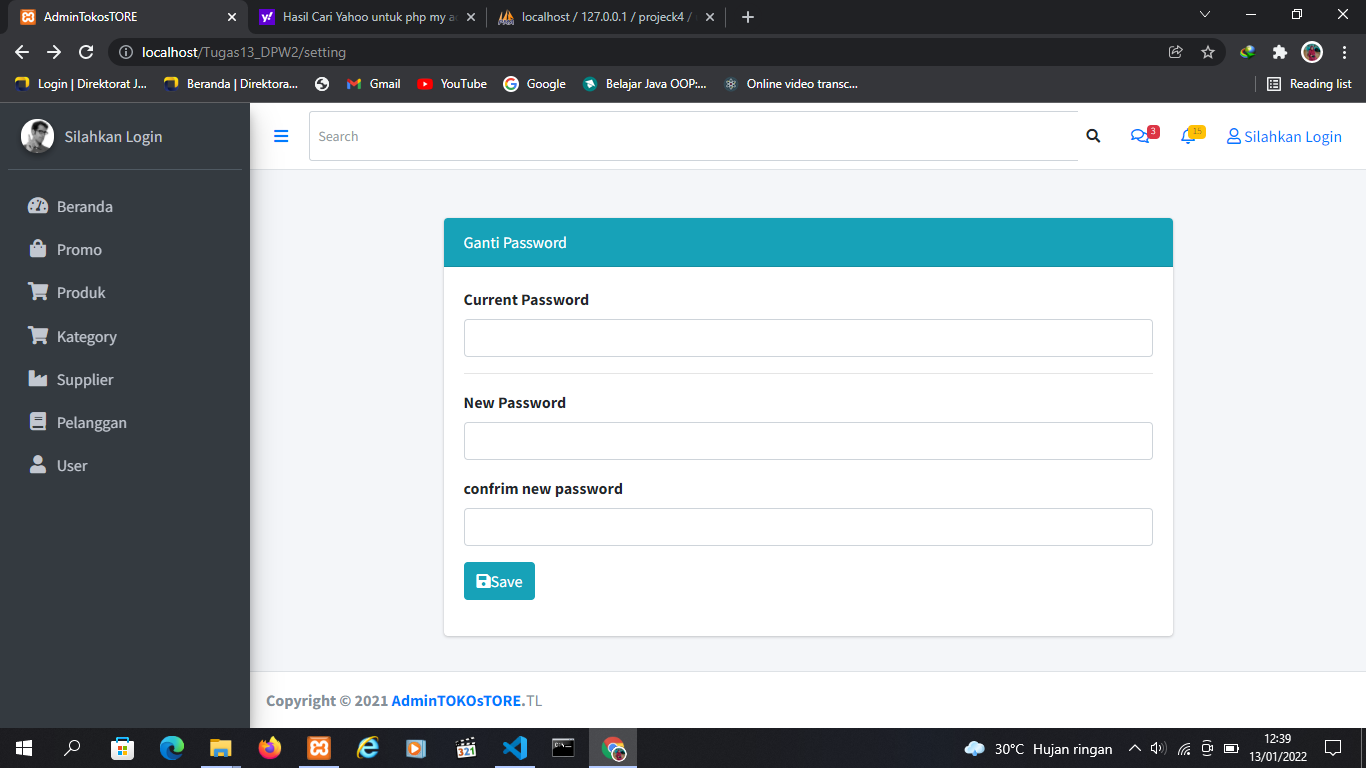 AdminTokosTORE
Hasil Cari Yahoo untuk php my ad
localhost / 127.0.0.1 / projeck4 /
localhost/Tugas13_DPW2/setting
Login | Direktorat J...
Beranda | Direktora...
Gmail
YouTube
Google
Belajar Java OOP:...
Online video transc...
Reading list
Silahkan Login
Search
3
15
Silahkan Login
Beranda
Promo
Produk
Kategory
Supplier
Pelanggan
User
Ganti Password
Current Password
New Password
confrim new password
Save
Copyright © 2021 AdminTOKOsTORE.TL
321
30°C Hujan ringan
12:39
13/01/2022